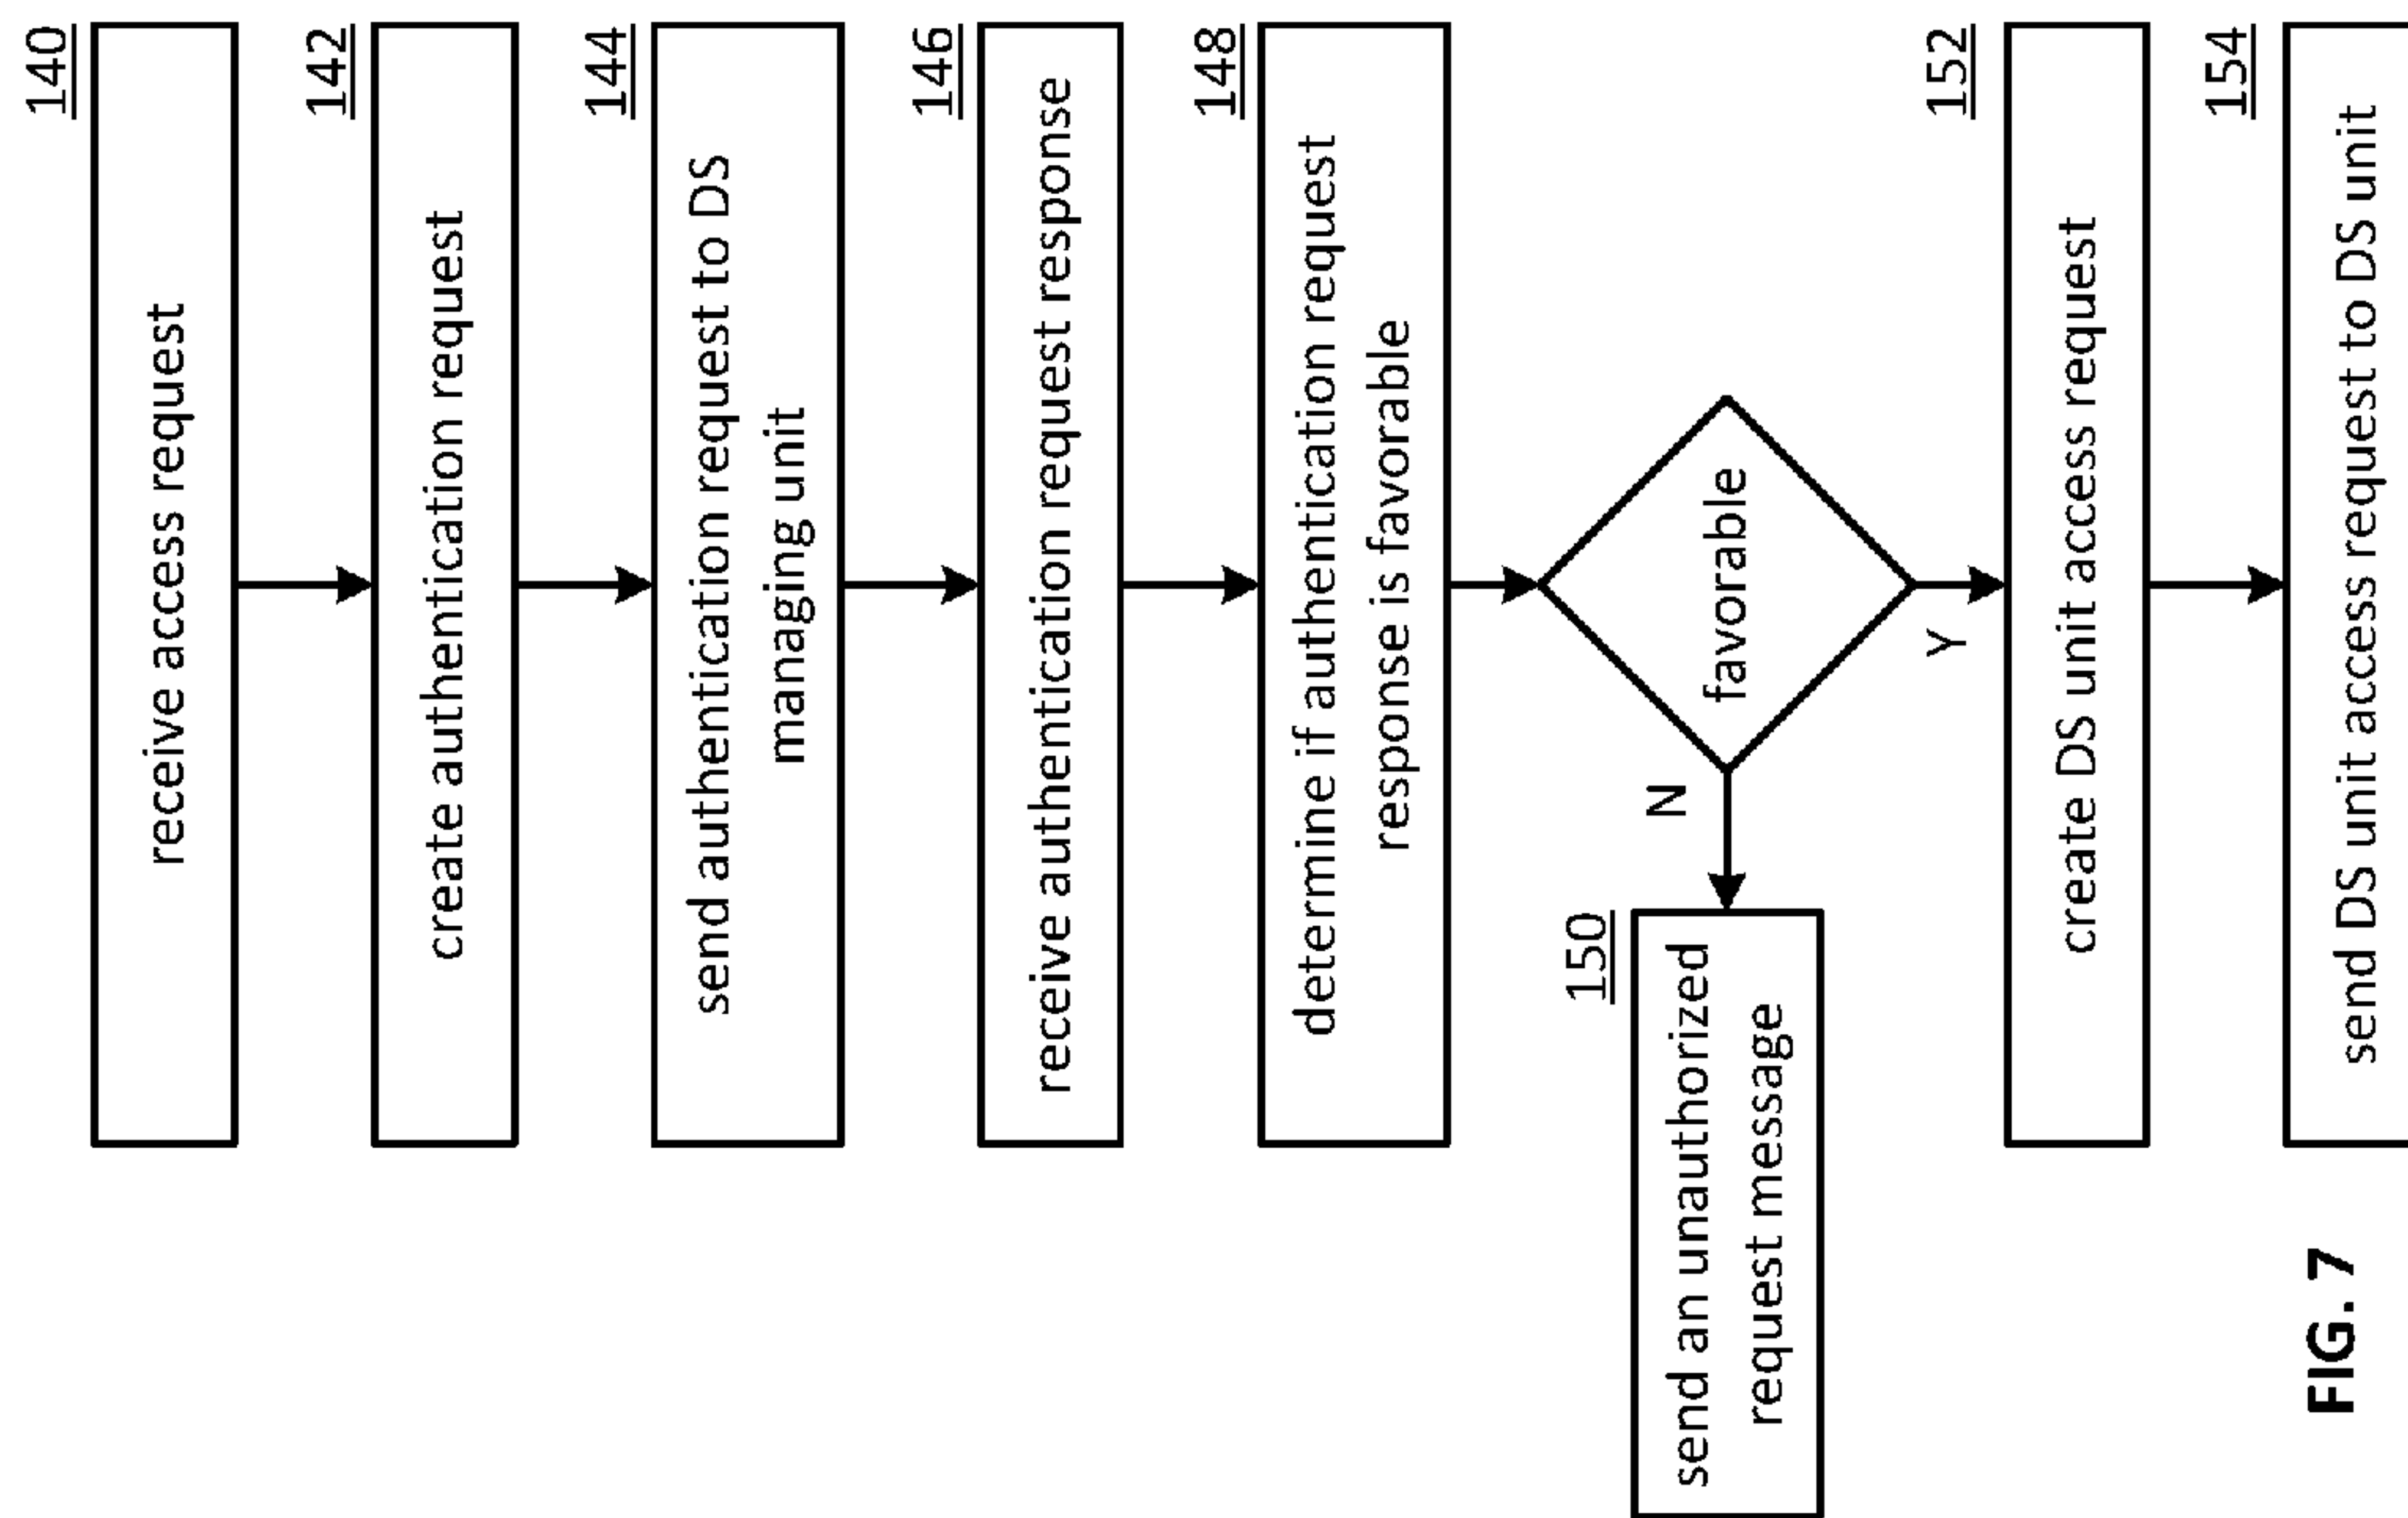 140
receive access request
142
create authentication request
144
send authentication request to DS
managing unit
146
receive authentication request response
148
determine if authentication request
response is favorable
favorable
N
Y
150
send an unauthorized
request message
152
create DS unit access request
154
send DS unit access request to DS unit
FIG. 7